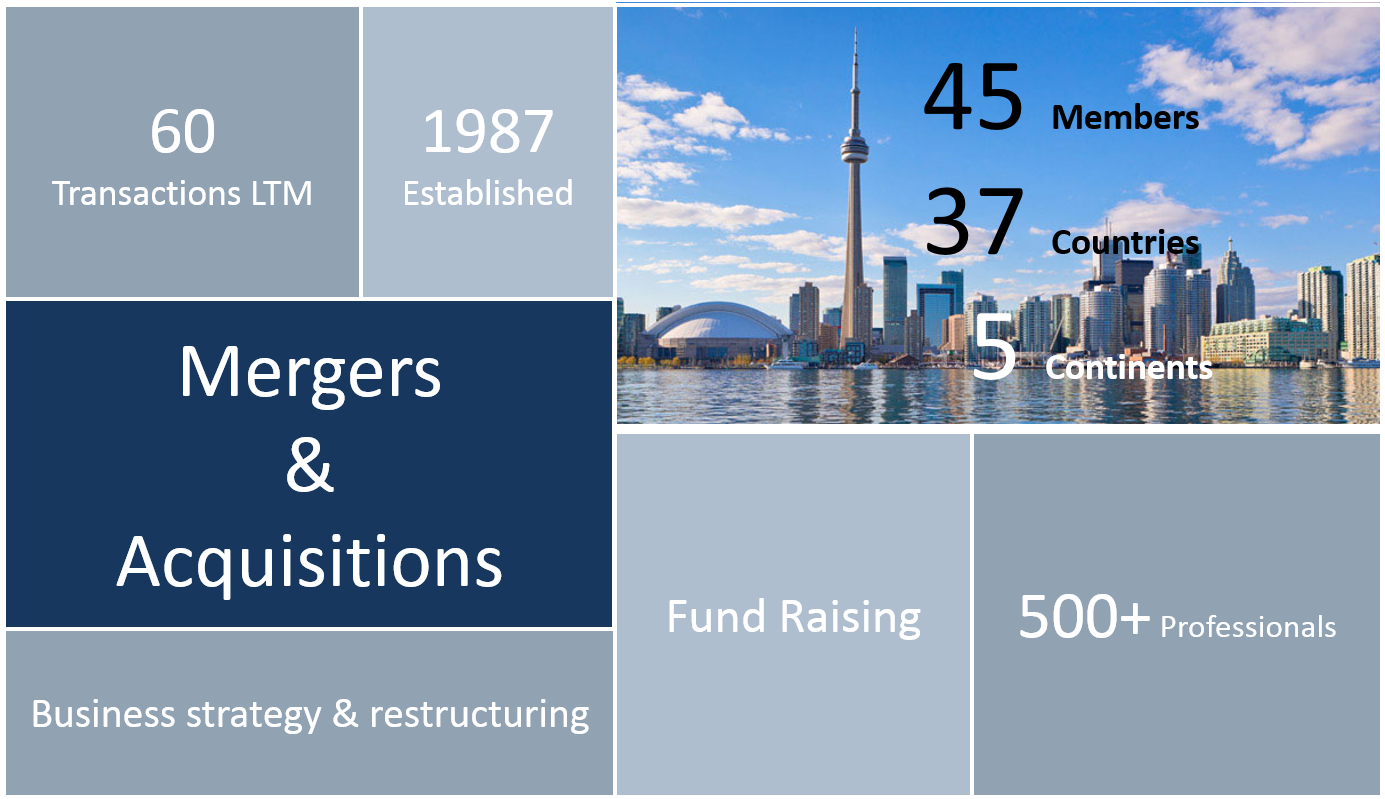 60
Transactions LTM
1987
Established
45 Members
37 Countries
5 Continents
Mergers
&
Acquisitions
Business strategy & restructuring
Fund Raising
500+ Professionals